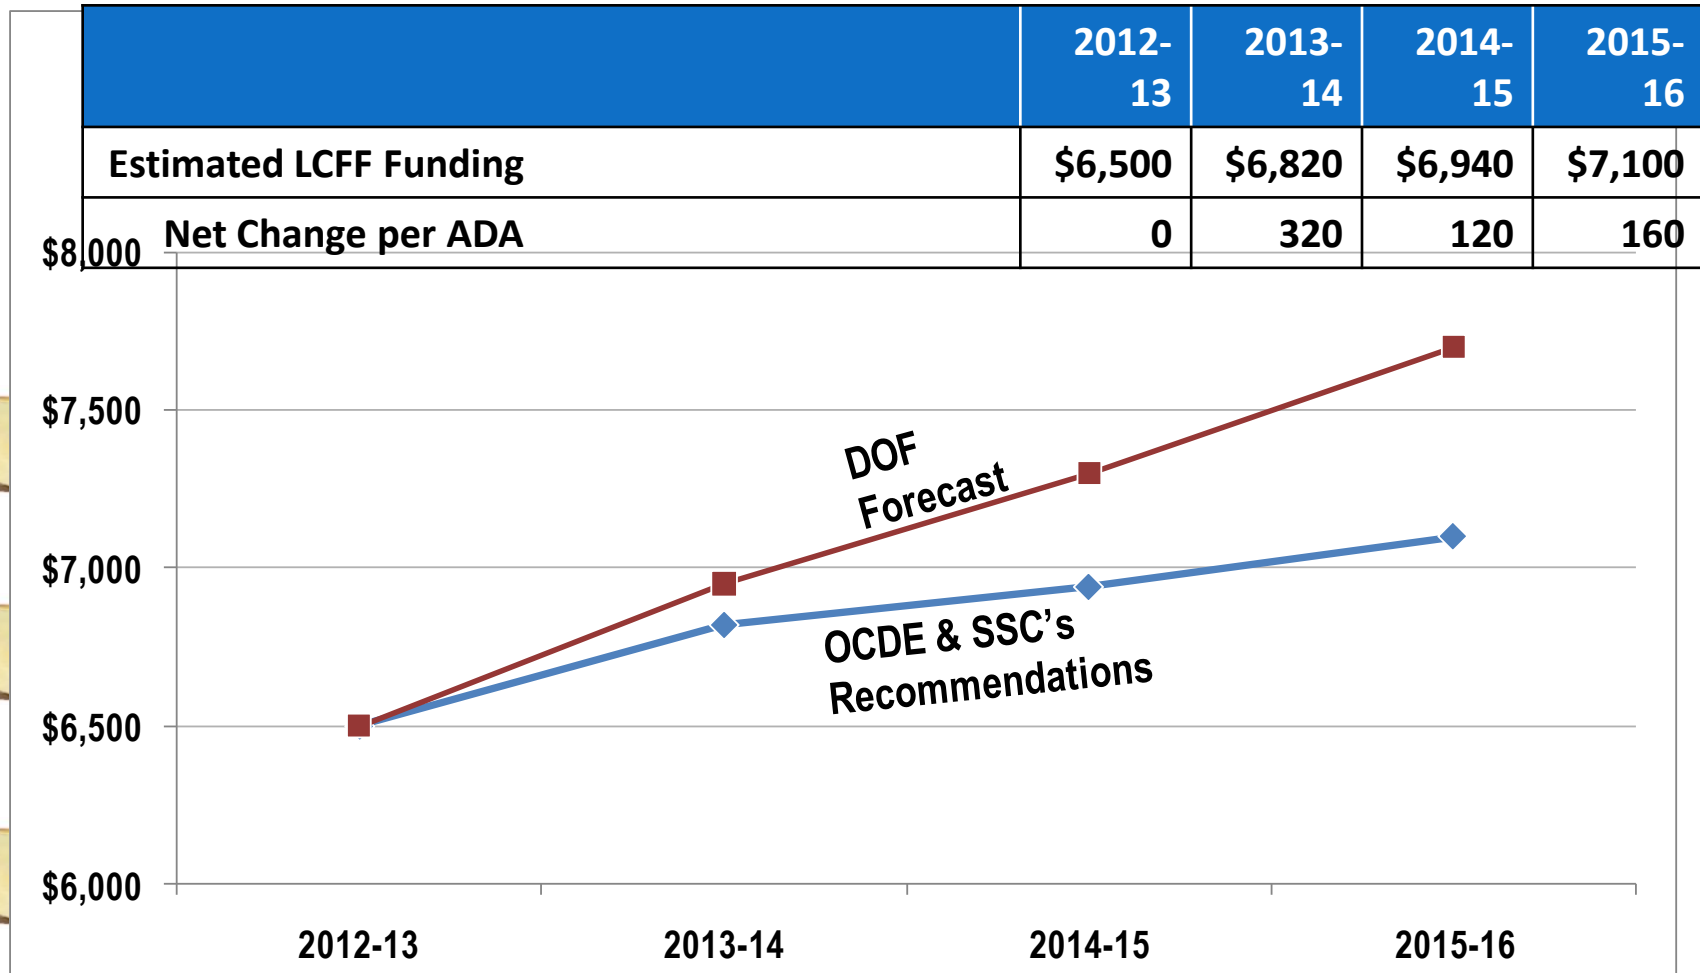 2012-
13
2013-
14
2014-
15
2015-
16
Estimated LCFF Funding $6,500 $6,820 $6,940 $7,100
Net Change per ADA 0 320 120 160
$8,000
$7,500
$7,000
$6,500
$6,000
DOF
Forecast
OCDE & SSC's
Recommendations
2012-13 2013-14 2014-15 2015-16